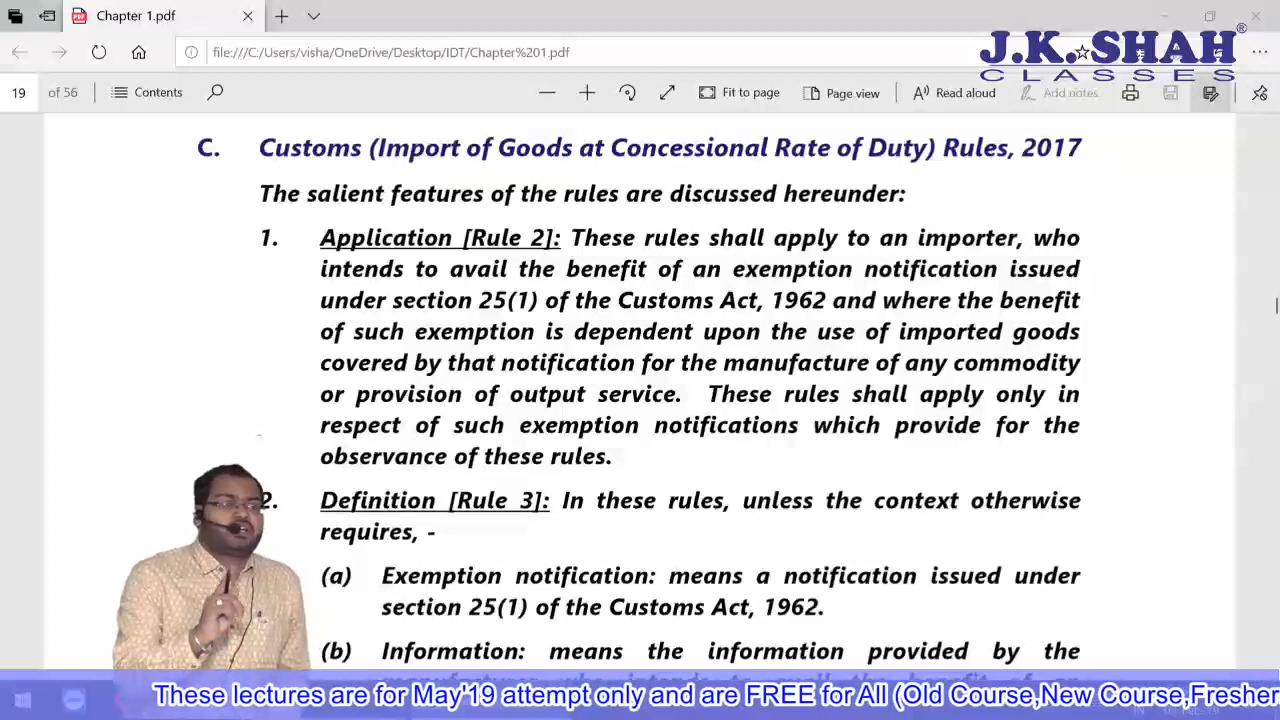 Chapter 1.pdf
file:///C:/Users/visha/OneDrive/Desktop/IDT/Chapter%201.pdf
J.K.SHAH®
CLASSES
19 of 56 Contents Fit to page Page view Read aloud Add notes
C. Customs (Import of Goods at Concessional Rate of Duty) Rules, 2017
The salient features of the rules are discussed hereunder:
1. Application [Rule 2]: These rules shall apply to an importer, who
intends to avail the benefit of an exemption notification issued
under section 25(1) of the Customs Act, 1962 and where the benefit
of such exemption is dependent upon the use of imported goods
covered by that notification for the manufacture of any commodity
or provision of output service. These rules shall apply only in
respect of such exemption notifications which provide for the
observance of these rules.
2. Definition [Rule 3]: In these rules, unless the context otherwise
requires, -
(a) Exemption notification: means a notification issued under
section 25(1) of the Customs Act, 1962.
(b) Information: means the information provided by the
These lectures are for May'19 attempt only and are FREE for All (Old Course,New Course,Fresher